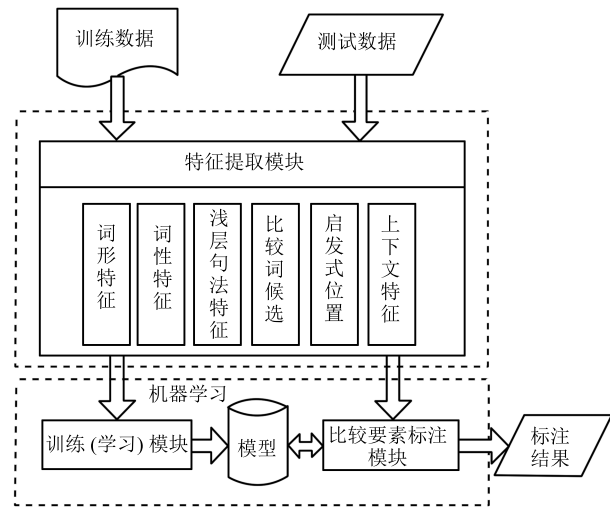 训练数据
测试数据
特征提取模块
词形特征
词性特征
浅层句法特征
比较词候选
启发式位置
上下文特征
机器学习
训练(学习)模块
模型
比较要素标注
模块
标注
结果